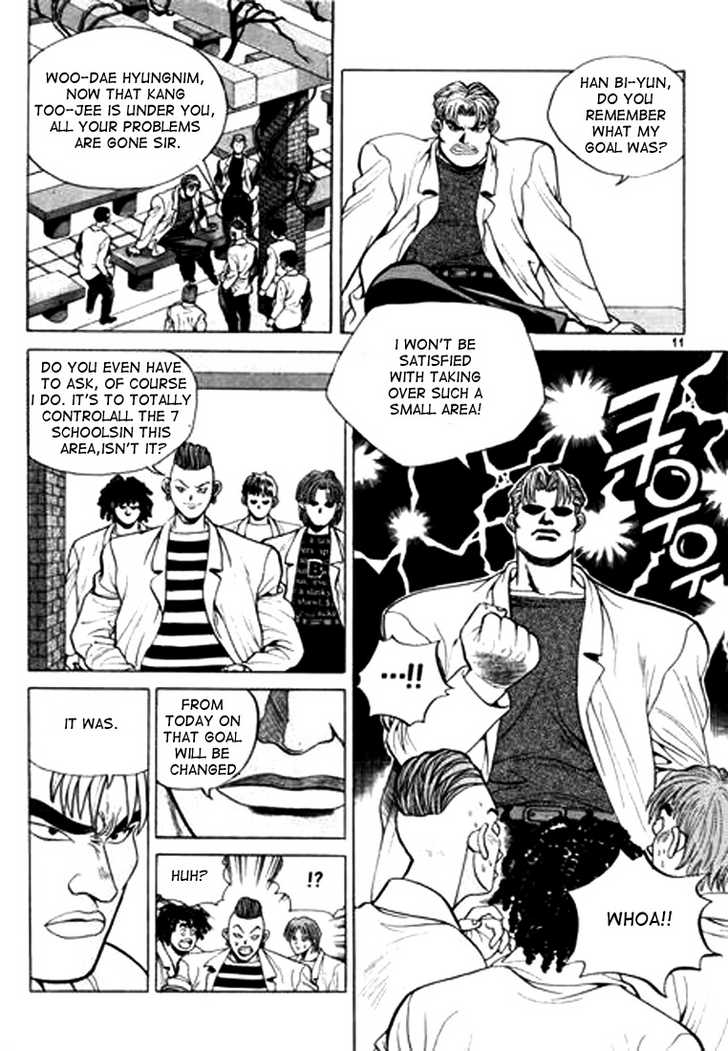 WOO-DAE HYUNGNIM,
NOW THAT KANG
TOO-JEE IS UNDER YOU,
ALL YOUR PROBLEMS
ARE GONE SIR.
HAN BI-YUN,
DO YOU
REMEMBER
WHAT MY
GOAL WAS?
11
DO YOU EVEN HAVE
TO ASK, OF COURSE
I DO. IT'S TO TOTALLY
CONTROLALL THE 7
SCHOOLSIN THIS
AREA,ISN'T IT?
IT WAS.
FROM
TODAY ON
THAT GOAL
WILL BE
CHANGED.
HUH?
!?
I WON'T BE
SATISFIED
WITH TAKING
OVER SUCH A
SMALL AREA!
쿠오오
----!!
WHOA!!